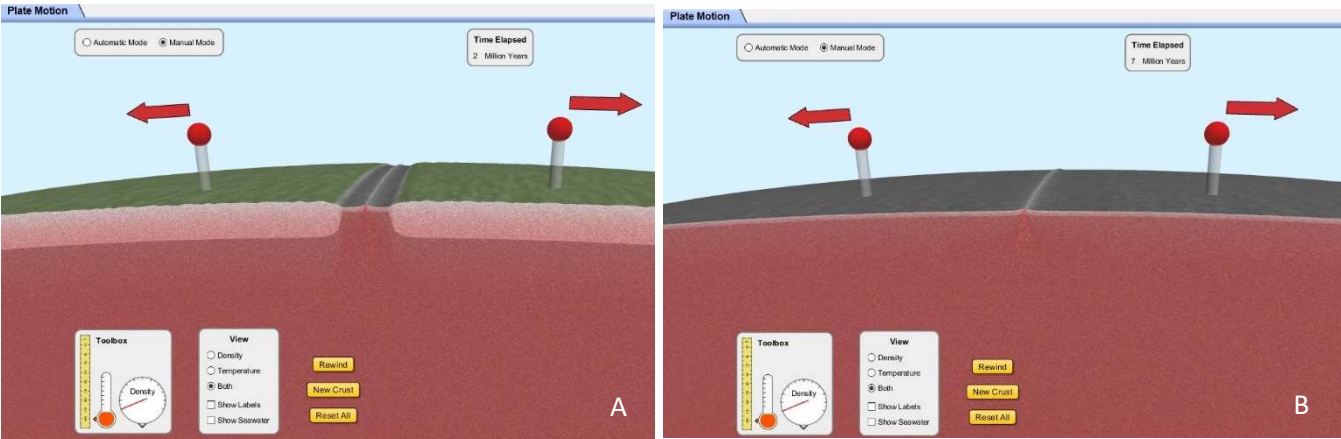 Plate Motion
Automatic Mode Manual Mode
Time Elapsed
2 Million Years
Toolbox
Density
View
Density
Temperature
Both
Show Labels
Show Seawater
Rewind
New Crust
Reset All
A
Plate Motion
Automatic Mode Manual Mode
Time Elapsed
7 Million Years
Toolbox
Density
View
Density
Temperature
Both
Show Labels
Show Seawater
Rewind
New Crust
Reset All
B